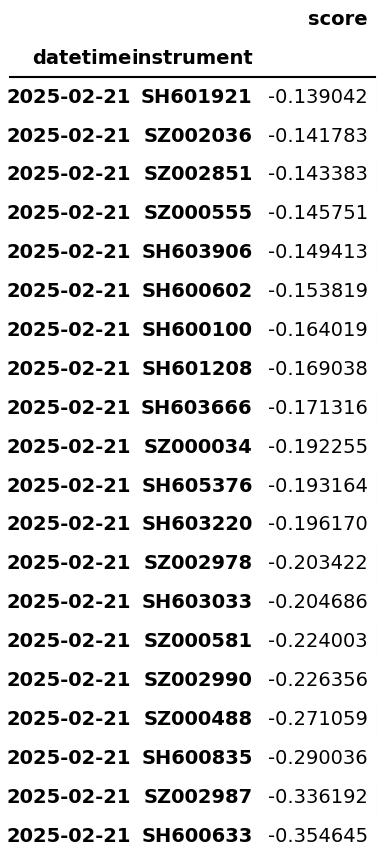 score
datetime instrument
2025-02-21 SH601921 -0.139042
2025-02-21 SZ002036 -0.141783
2025-02-21 SZ002851 -0.143383
2025-02-21 SZ000555 -0.145751
2025-02-21 SH603906 -0.149413
2025-02-21 SH600602 -0.153819
2025-02-21 SH600100 -0.164019
2025-02-21 SH601208 -0.169038
2025-02-21 SH603666 -0.171316
2025-02-21 SZ000034 -0.192255
2025-02-21 SH605376 -0.193164
2025-02-21 SH603220 -0.196170
2025-02-21 SZ002978 -0.203422
2025-02-21 SH603033 -0.204686
2025-02-21 SZ000581 -0.224003
2025-02-21 SZ002990 -0.226356
2025-02-21 SZ000488 -0.271059
2025-02-21 SH600835 -0.290036
2025-02-21 SZ002987 -0.336192
2025-02-21 SH600633 -0.354645